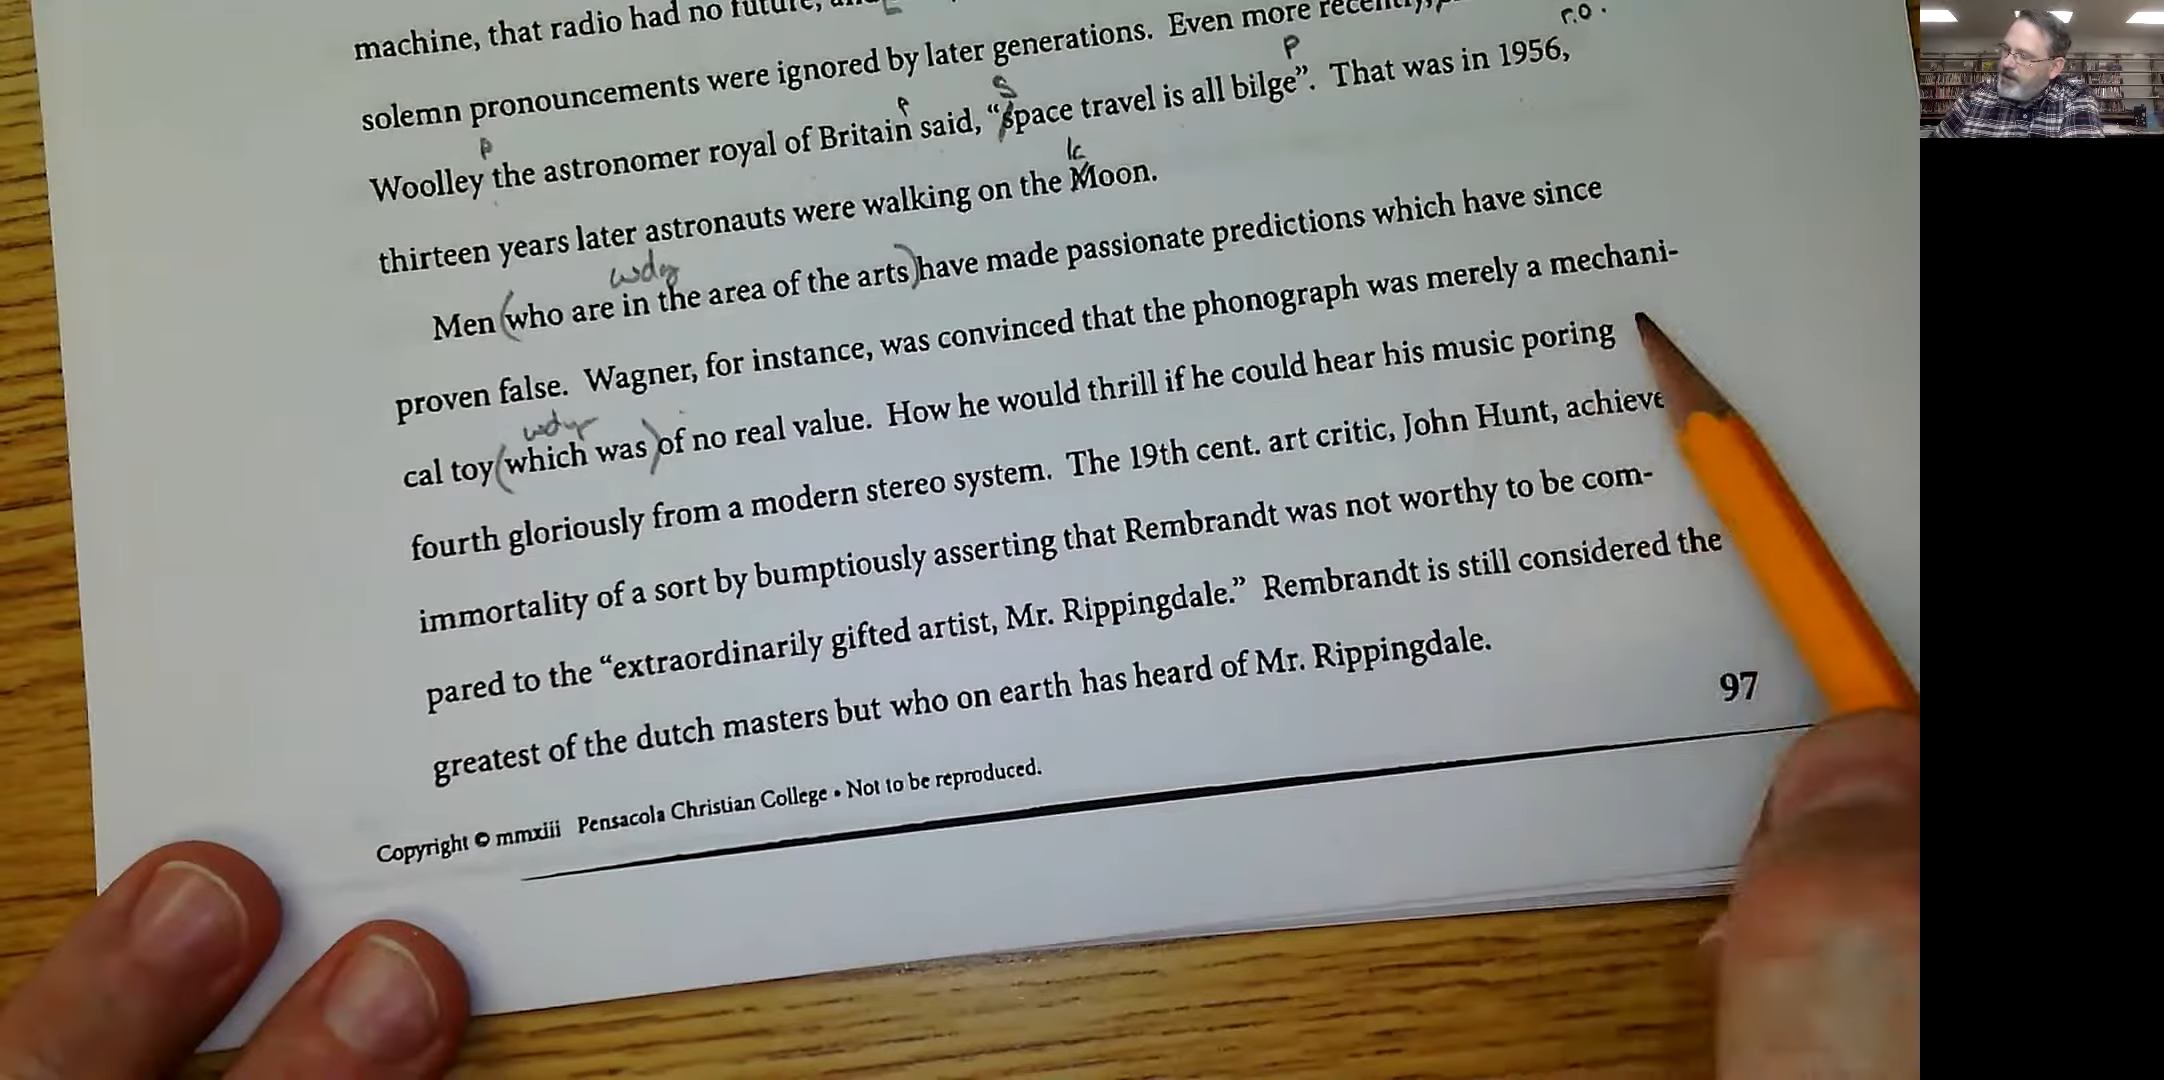 machine, that radio had no future,
r.o.
solemn pronouncements were ignored by later generations. Even more recently,
p
p s
Woolley the astronomer royal of Britain said, “space travel is all bilge”. That was in 1956,
p
lc
thirteen years later astronauts were walking on the Moon.
wdy
Men (who are in the area of the arts) have made passionate predictions which have since
proven false. Wagner, for instance, was convinced that the phonograph was merely a mechani-
wdy
cal toy (which was) of no real value. How he would thrill if he could hear his music poring
fourth gloriously from a modern stereo system. The 19th cent. art critic, John Hunt, achieve
immortality of a sort by bumptiously asserting that Rembrandt was not worthy to be com-
pared to the “extraordinarily gifted artist, Mr. Rippingdale.” Rembrandt is still considered the
greatest of the dutch masters but who on earth has heard of Mr. Rippingdale.
97
Copyright © mmxiii Pensacola Christian College • Not to be reproduced.